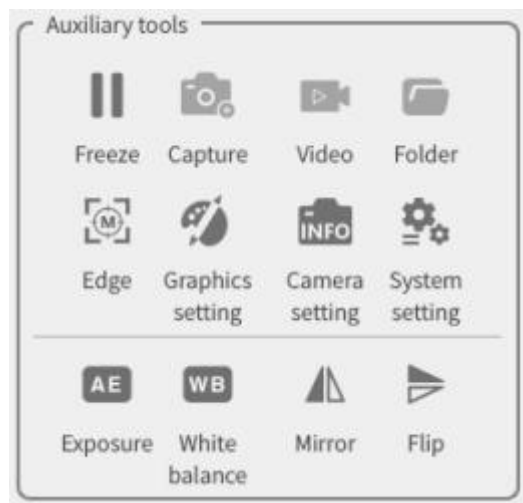 Auxiliary tools
Freeze Capture Video Folder
M INFO
Edge Graphics setting Camera setting System setting
AE WB
Exposure White balance Mirror Flip